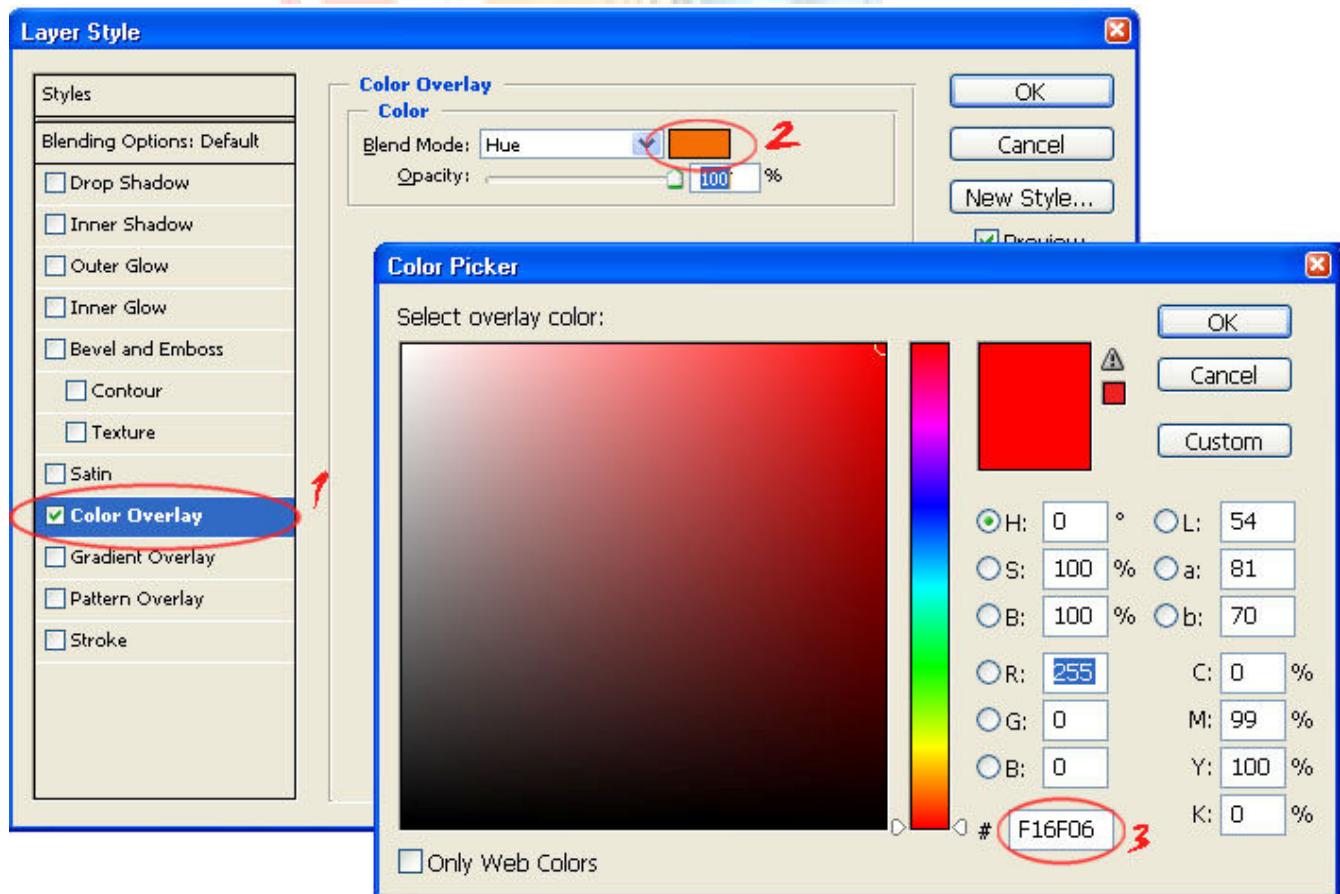 Layer Style
Styles
Blending Options: Default
Drop Shadow
Inner Shadow
Outer Glow
Inner Glow
Bevel and Emboss
Contour
Texture
Satin
Color Overlay
1
Gradient Overlay
Pattern Overlay
Stroke
Color Overlay
Color
Blend Mode: Hue
2
Opacity: 100 %
OK
Cancel
New Style...
Preview
Color Picker
Select overlay color:
OK
Cancel
Custom
H: 0 ° L: 54
S: 100 % a: 81
B: 100 % b: 70
R: 255 C: 0 %
G: 0 M: 99 %
B: 0 Y: 100 %
# F16F06 3 K: 0 %
Only Web Colors